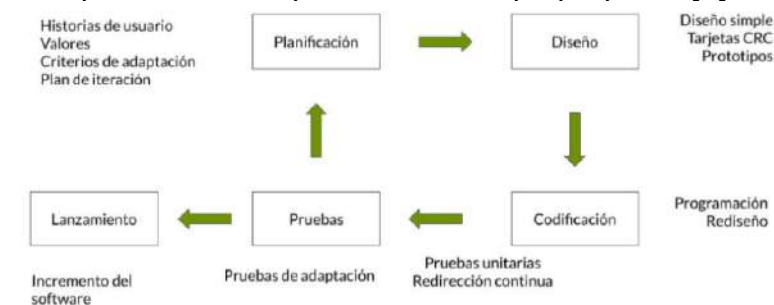 Historias de usuario
Valores
Criterios de adaptación
Plan de iteración
Planificación
Diseño
Diseño simple
Tarjetas CRC
Prototipos
Lanzamiento
Pruebas
Codificación
Programación
Rediseño
Incremento del
software
Pruebas de adaptación
Pruebas unitarias
Redirección continua